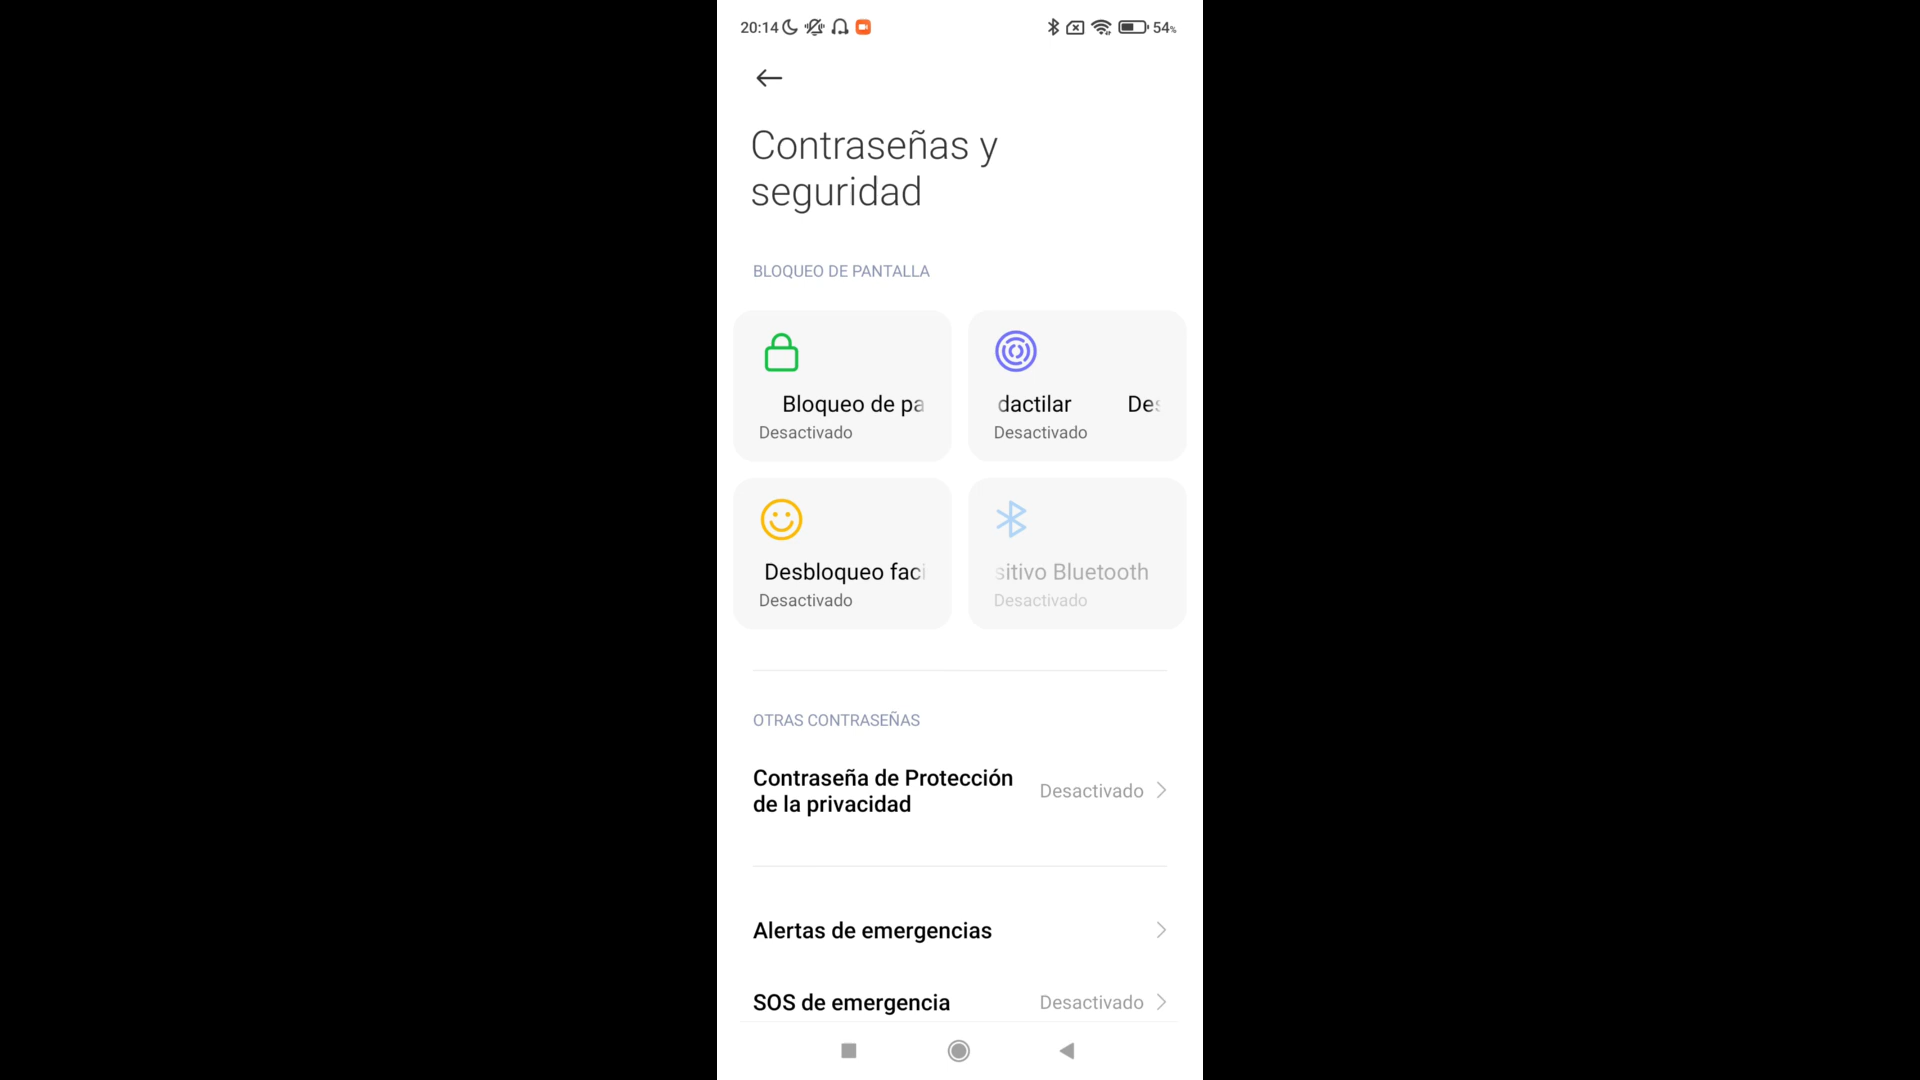 20:14
54%
Contraseñas y
seguridad
BLOQUEO DE PANTALLA
Bloqueo de pa
Desactivado
dactilar Des
Desactivado
Desbloqueo faci
Desactivado
sitivo Bluetooth
Desactivado
OTRAS CONTRASEÑAS
Contraseña de Protección
de la privacidad
Desactivado
Alertas de emergencias
SOS de emergencia
Desactivado